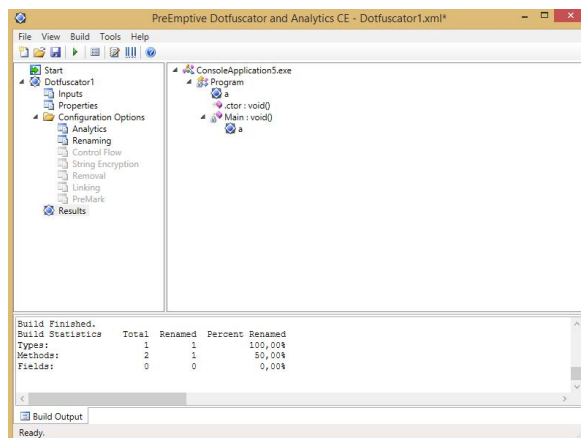 PreEmptive Dotfuscator and Analytics CE - Dotfuscator1.xml*
File View Build Tools Help
Start
Dotfuscator1
Inputs
Properties
Configuration Options
Analytics
Renaming
Control Flow
String Encryption
Removal
Linking
PreMark
Results
ConsoleApplication5.exe
Program
a
.ctor : void()
Main : void()
a
Build Finished.
Build Statistics Total Renamed Percent Renamed
Types: 1 1 100,00%
Methods: 2 1 50,00%
Fields: 0 0 0,00%
Build Output
Ready.